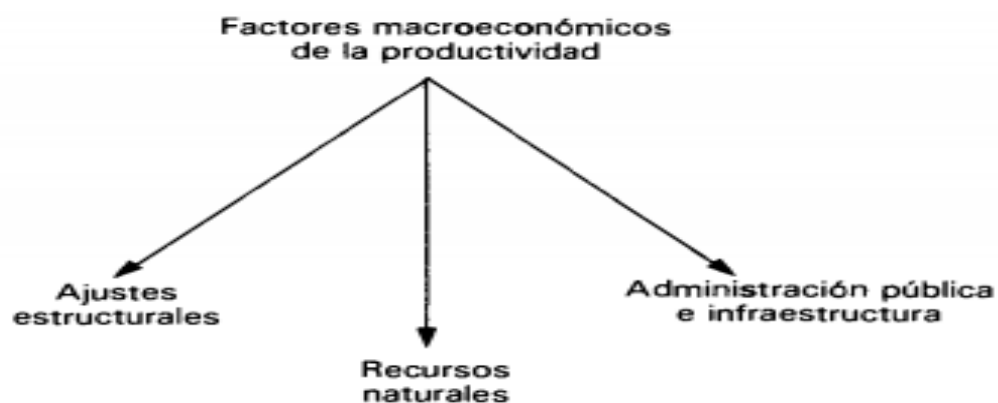 Factores macroeconómicos
de la productividad
Ajustes
estructurales
Recursos
naturales
Administración pública
e infraestructura